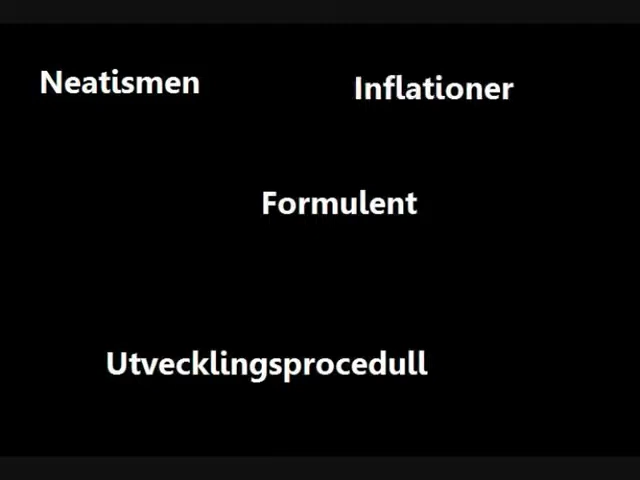 Neatismen
Inflationer
Formulent
Utvecklingsprocedull